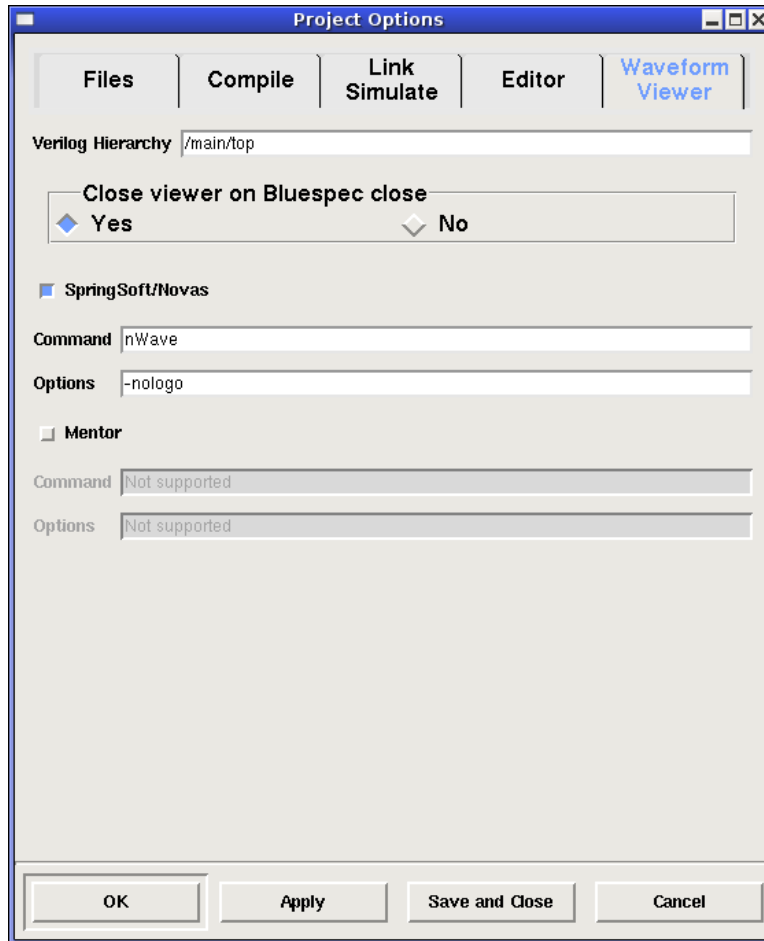 Project Options
Files Compile Link Simulate Editor Waveform Viewer
Verilog Hierarchy /main/top
Close viewer on Bluespec close
Yes No
SpringSoft/Novas
Command nWave
Options -nologo
Mentor
Command Not supported
Options Not supported
OK Apply Save and Close Cancel